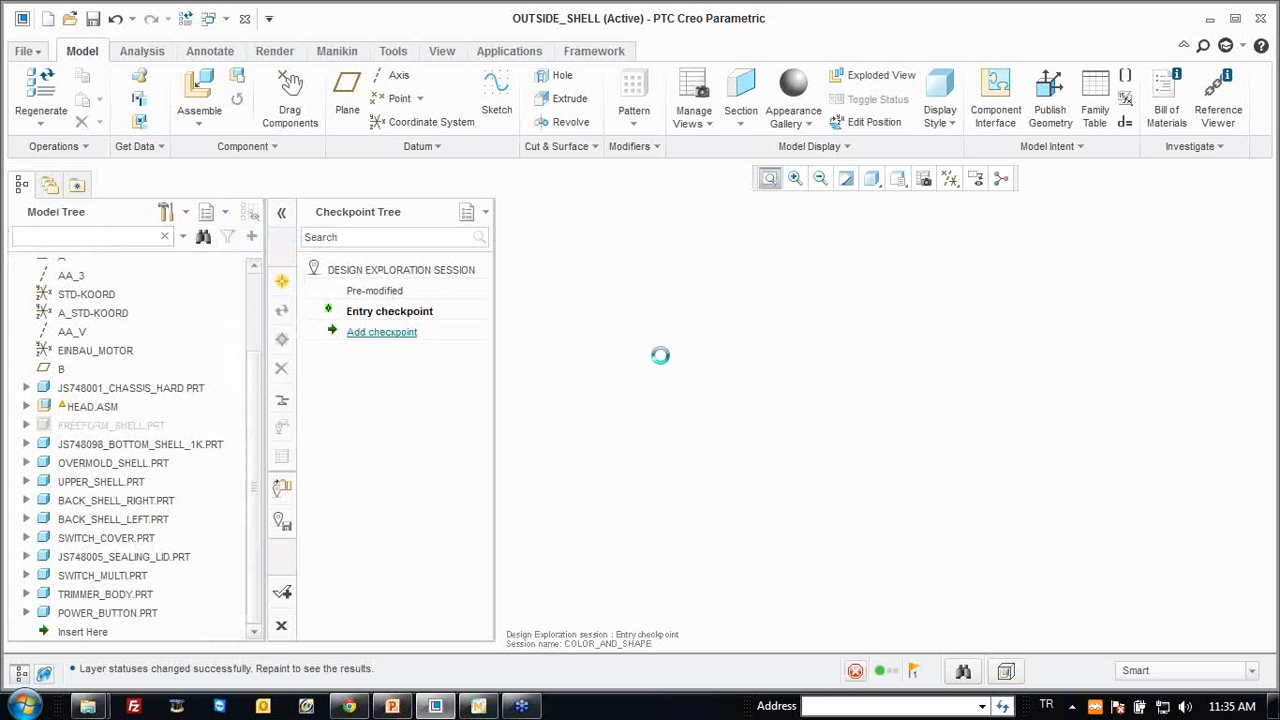 OUTSIDE_SHELL (Active) - PTC Creo Parametric
File Model Analysis Annotate Render Manikin Tools View Applications Framework
Regenerate
Assemble
Drag
Components
Plane
Axis
Point
Coordinate System
Sketch
Hole
Extrude
Revolve
Pattern
Manage
Views
Section
Appearance
Gallery
Exploded View
Toggle Status
Edit Position
Display
Style
Component
Interface
Publish
Geometry
Family
Table
d=
Bill of
Materials
Reference
Viewer
Operations Get Data Component Datum Cut & Surface Modifiers Model Display Model Intent Investigate
Model Tree
AA_3
STD-KOORD
A_STD-KOORD
AA_V
EINBAU_MOTOR
B
JS748001_CHASSIS_HARD.PRT
HEAD.ASM
FREEFORM_SHELL.PRT
JS748098_BOTTOM_SHELL_1K.PRT
OVERMOLD_SHELL.PRT
UPPER_SHELL.PRT
BACK_SHELL_RIGHT.PRT
BACK_SHELL_LEFT.PRT
SWITCH_COVER.PRT
JS748005_SEALING_LID.PRT
SWITCH_MULTI.PRT
TRIMMER_BODY.PRT
POWER_BUTTON.PRT
Insert Here
Checkpoint Tree
Search
DESIGN EXPLORATION SESSION
Pre-modified
Entry checkpoint
Add checkpoint
Design Exploration session : Entry checkpoint
Session name: COLOR_AND_SHAPE
• Layer statuses changed successfully. Repaint to see the results.
Smart
Address
TR
11:35 AM